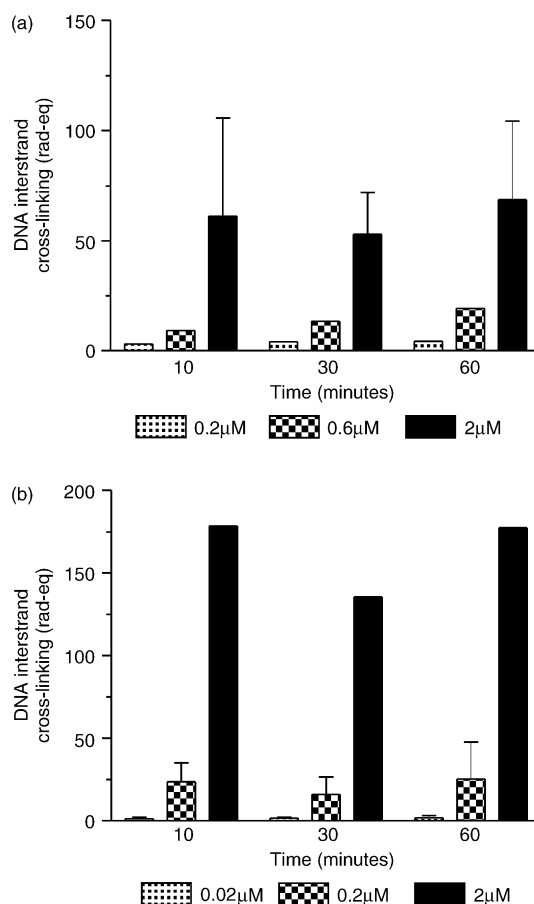 (a)
150
100
50
0
DNA interstrand
cross-linking (rad-eq)
10 30 60
Time (minutes)
0.2μM 0.6μM 2μM
(b)
200
150
100
50
0
DNA interstrand
cross-linking (rad-eq)
10 30 60
Time (minutes)
0.02μM 0.2μM 2μM